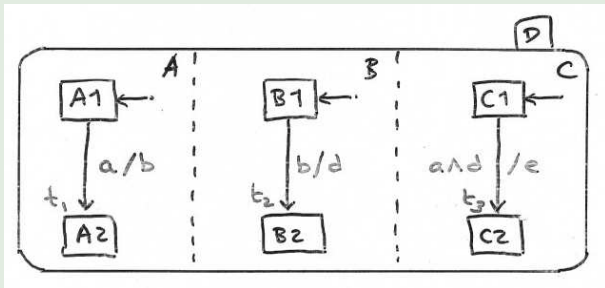 D
A B C
A1 B1 C1
a/b b/d a∧d /e
t₁ t₂ t₃
A2 B2 C2